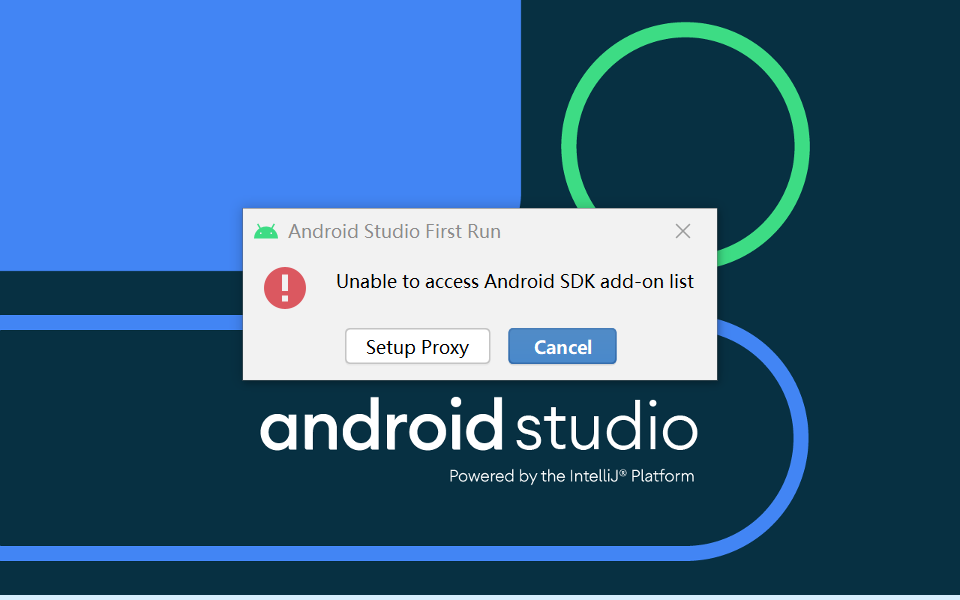 Android Studio First Run
Unable to access Android SDK add-on list
Setup Proxy
Cancel
android studio
Powered by the IntelliJ® Platform